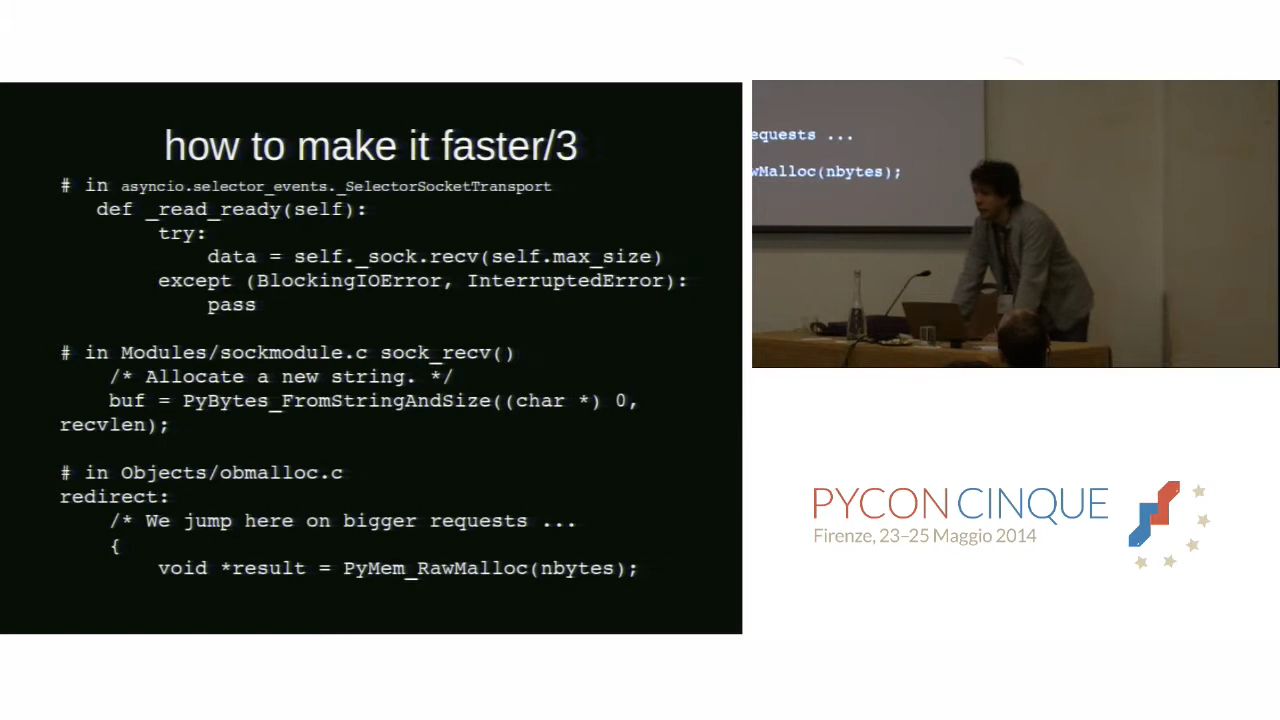 how to make it faster/3
# in asyncio.selector_events._SelectorSocketTransport
def _read_ready(self):
try:
data = self._sock.recv(self.max_size)
except (BlockingIOError, InterruptedError):
pass
# in Modules/sockmodule.c sock_recv()
/* Allocate a new string. */
buf = PyBytes_FromStringAndSize((char *) 0,
recvlen);
# in Objects/obmalloc.c
redirect:
/* We jump here on bigger requests ...
{
void *result = PyMem_RawMalloc(nbytes);
equests ...
wMalloc(nbytes);
PYCON CINQUE
Firenze, 23–25 Maggio 2014